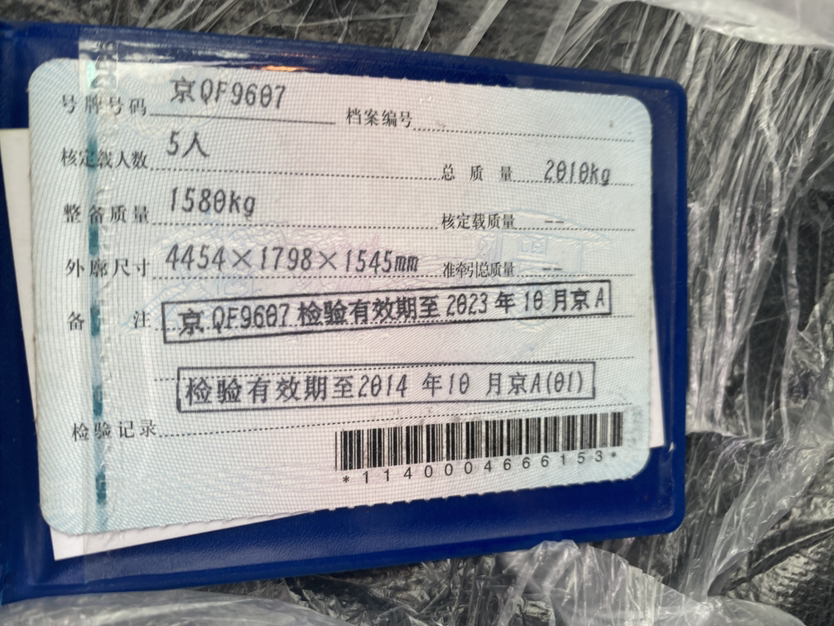 号牌号码 京QF9607 档案编号
核定载人数 5人 总质量 2010kg
整备质量 1580kg 核定载质量 --
外廓尺寸 4454×1798×1545mm 准牵引总质量 --
备注 京QF9607检验有效期至2023年10月京A
检验有效期至2014年10月京A(01)
检验记录
*1140004666153*